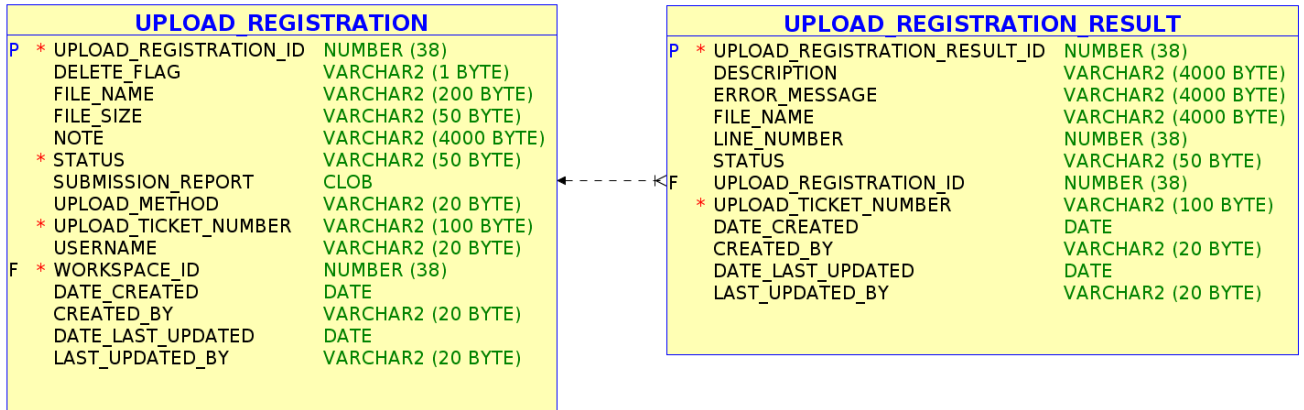 UPLOAD_REGISTRATION
P * UPLOAD_REGISTRATION_ID NUMBER (38)
DELETE_FLAG VARCHAR2 (1 BYTE)
FILE_NAME VARCHAR2 (200 BYTE)
FILE_SIZE VARCHAR2 (50 BYTE)
NOTE VARCHAR2 (4000 BYTE)
* STATUS VARCHAR2 (50 BYTE)
SUBMISSION_REPORT CLOB
UPLOAD_METHOD VARCHAR2 (20 BYTE)
* UPLOAD_TICKET_NUMBER VARCHAR2 (100 BYTE)
USERNAME VARCHAR2 (20 BYTE)
F * WORKSPACE_ID NUMBER (38)
DATE_CREATED DATE
CREATED_BY VARCHAR2 (20 BYTE)
DATE_LAST_UPDATED DATE
LAST_UPDATED_BY VARCHAR2 (20 BYTE)
UPLOAD_REGISTRATION_RESULT
P * UPLOAD_REGISTRATION_RESULT_ID NUMBER (38)
DESCRIPTION VARCHAR2 (4000 BYTE)
ERROR_MESSAGE VARCHAR2 (4000 BYTE)
FILE_NAME VARCHAR2 (4000 BYTE)
LINE_NUMBER NUMBER (38)
STATUS VARCHAR2 (50 BYTE)
F UPLOAD_REGISTRATION_ID NUMBER (38)
* UPLOAD_TICKET_NUMBER VARCHAR2 (100 BYTE)
DATE_CREATED DATE
CREATED_BY VARCHAR2 (20 BYTE)
DATE_LAST_UPDATED DATE
LAST_UPDATED_BY VARCHAR2 (20 BYTE)